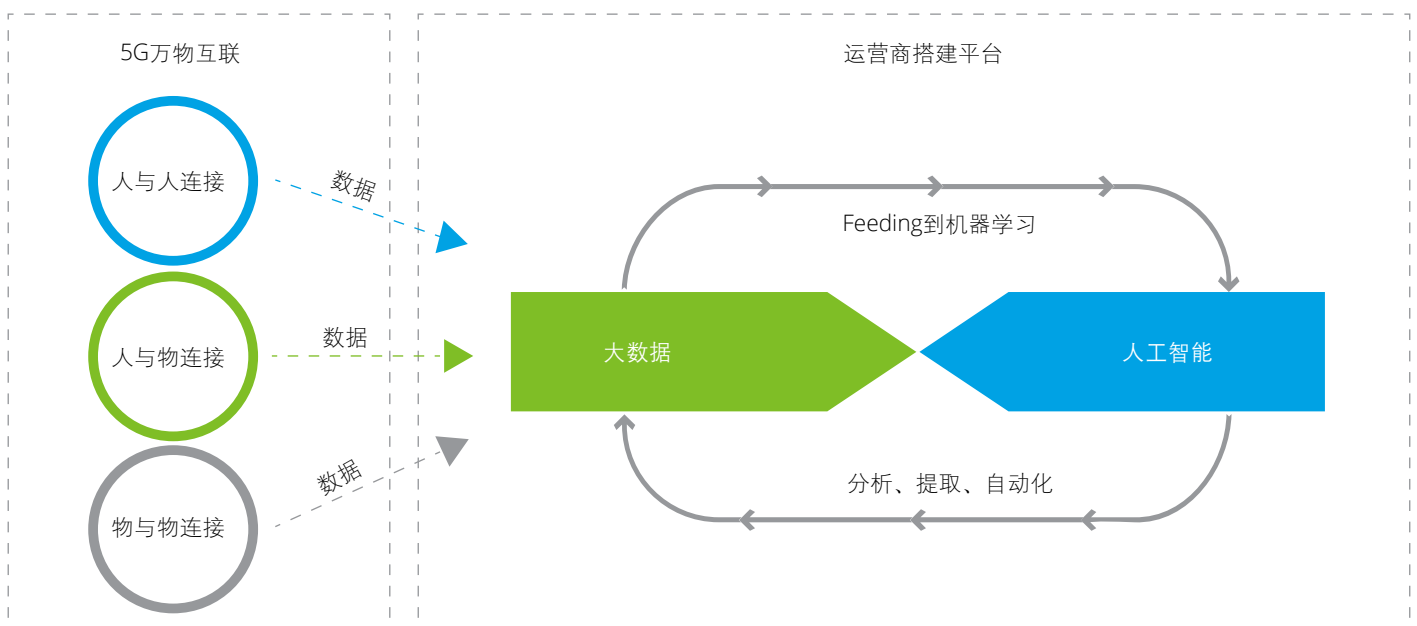 5G万物互联
人与人连接
数据
人与物连接
数据
物与物连接
数据
运营商搭建平台
Feeding到机器学习
大数据
人工智能
分析、提取、自动化